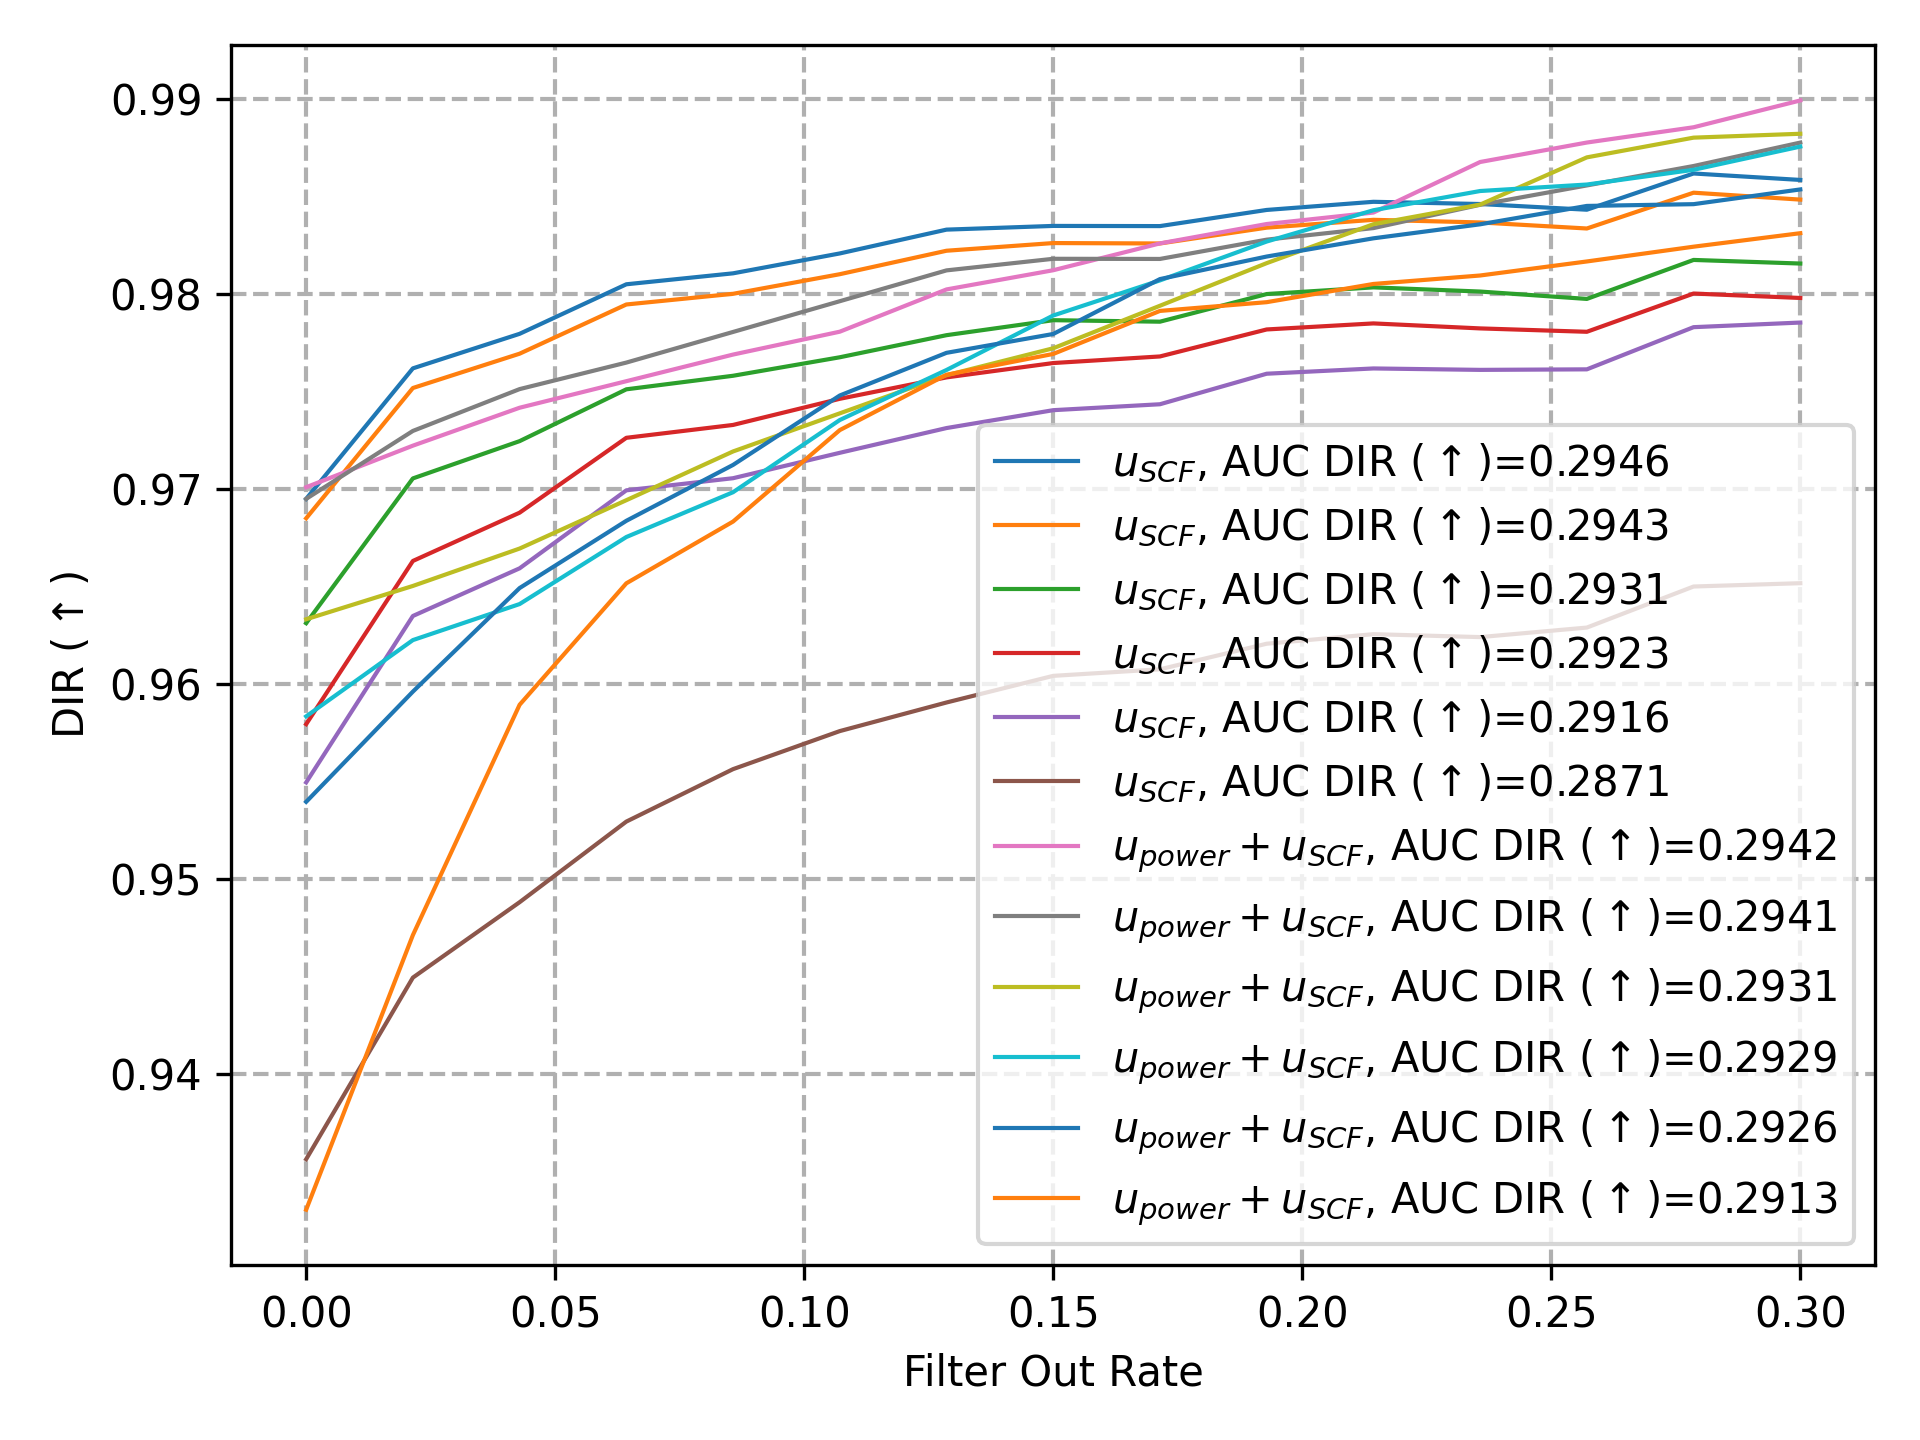 0.99
0.98
0.97
0.96
0.95
0.94
DIR (↑)
0.00 0.05 0.10 0.15 0.20 0.25 0.30
Filter Out Rate
u_SCF, AUC DIR (↑)=0.2946
u_SCF, AUC DIR (↑)=0.2943
u_SCF, AUC DIR (↑)=0.2931
u_SCF, AUC DIR (↑)=0.2923
u_SCF, AUC DIR (↑)=0.2916
u_SCF, AUC DIR (↑)=0.2871
u_power + u_SCF, AUC DIR (↑)=0.2942
u_power + u_SCF, AUC DIR (↑)=0.2941
u_power + u_SCF, AUC DIR (↑)=0.2931
u_power + u_SCF, AUC DIR (↑)=0.2929
u_power + u_SCF, AUC DIR (↑)=0.2926
u_power + u_SCF, AUC DIR (↑)=0.2913